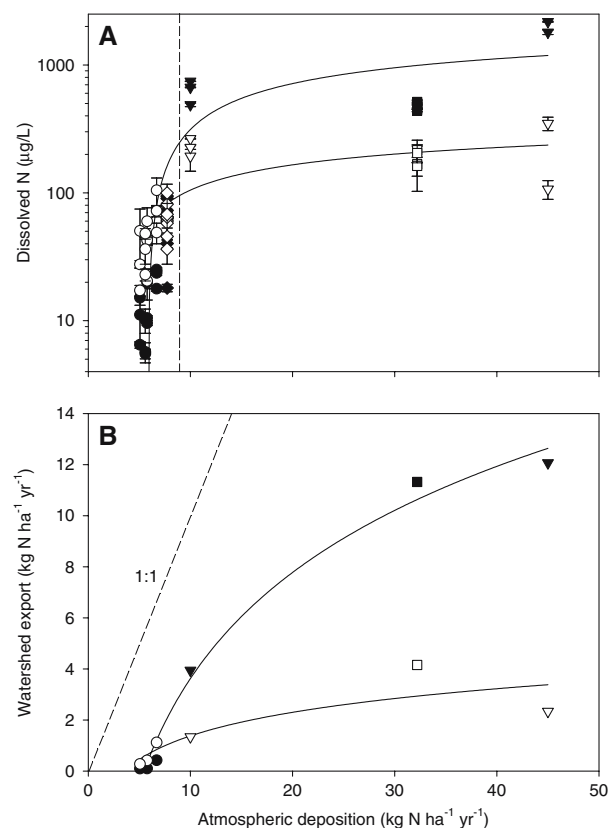 A
1000
100
10
Dissolved N (µg/L)
B
14
12
10
8
6
4
2
0
Watershed export (kg N ha⁻¹ yr⁻¹)
1:1
0 10 20 30 40 50
Atmospheric deposition (kg N ha⁻¹ yr⁻¹)